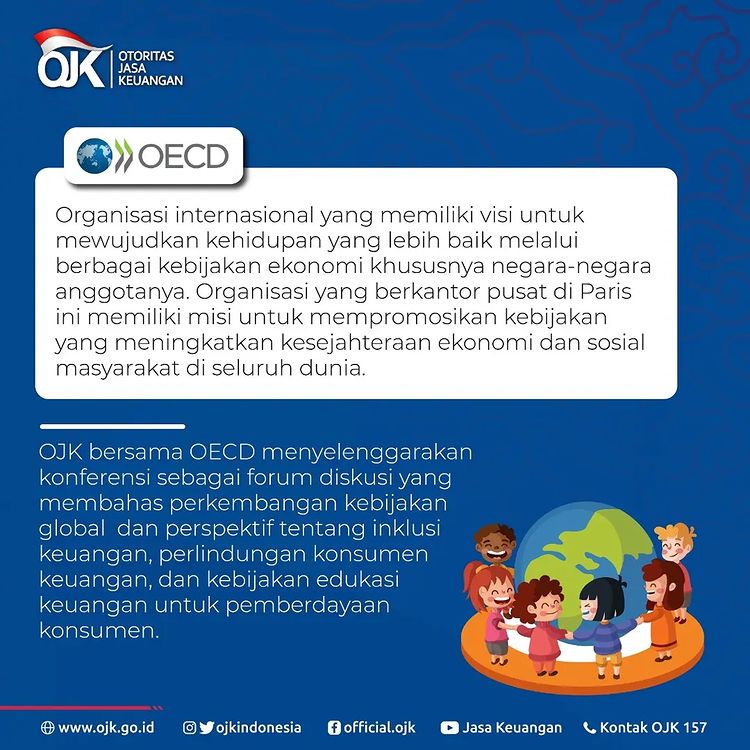 OJK
OTORITAS
JASA
KEUANGAN
OECD
Organisasi internasional yang memiliki visi untuk
mewujudkan kehidupan yang lebih baik melalui
berbagai kebijakan ekonomi khususnya negara-negara
anggotanya. Organisasi yang berkantor pusat di Paris
ini memiliki misi untuk mempromosikan kebijakan
yang meningkatkan kesejahteraan ekonomi dan sosial
masyarakat di seluruh dunia.
OJK bersama OECD menyelenggarakan
konferensi sebagai forum diskusi yang
membahas perkembangan kebijakan
global dan perspektif tentang inklusi
keuangan, perlindungan konsumen
keuangan, dan kebijakan edukasi
keuangan untuk pemberdayaan
konsumen.
www.ojk.go.id ojkindonesia official.ojk Jasa Keuangan Kontak OJK 157